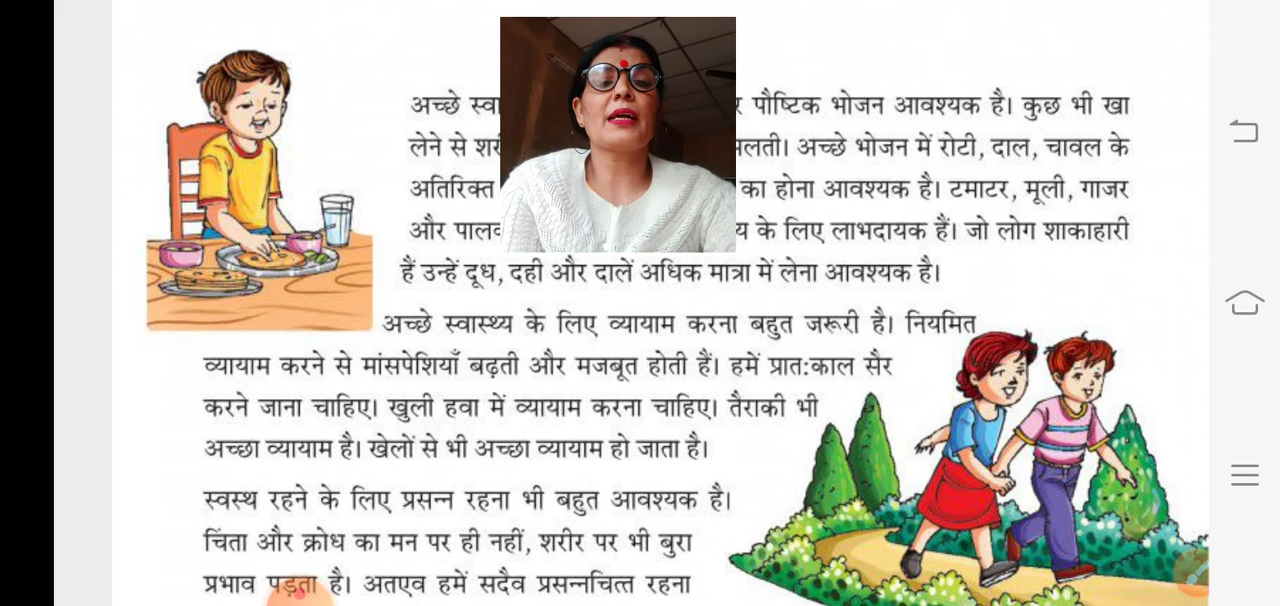 अच्छे पौष्टिक भोजन आवश्यक है। कुछ भी खा
लेने से अच्छे भोजन में रोटी, दाल, चावल के
अतिरिक्त का होना आवश्यक है। टमाटर, मूली, गाजर
और के लिए लाभदायक हैं। जो लोग शाकाहारी
हैं उन्हें दूध, दही और दालें अधिक मात्रा में लेना आवश्यक है।
अच्छे स्वास्थ्य के लिए व्यायाम करना बहुत जरूरी है। नियमित
व्यायाम करने से मांसपेशियाँ बढ़ती और मजबूत होती हैं। हमें प्रात:काल सैर
करने जाना चाहिए। खुली हवा में व्यायाम करना चाहिए। तैराकी भी
अच्छा व्यायाम है। खेलों से भी अच्छा व्यायाम हो जाता है।
स्वस्थ रहने के लिए प्रसन्न रहना भी बहुत आवश्यक है।
चिंता और क्रोध का मन पर ही नहीं, शरीर पर भी बुरा
प्रभाव पड़ता है। अतएव हमें सदैव प्रसन्नचित्त रहना